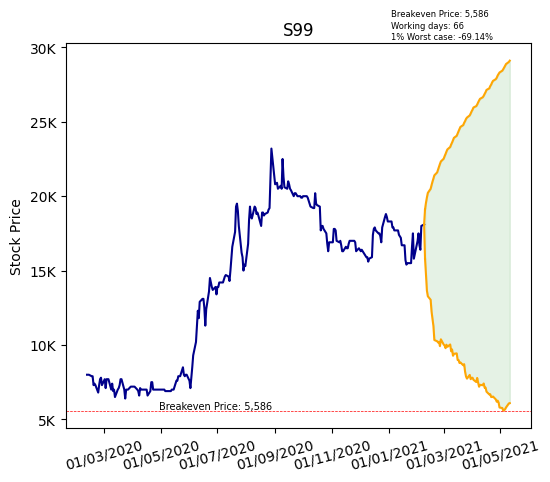 Breakeven Price: 5,586
Working days: 66
1% Worst case: -69.14%
S99
30K
25K
20K
15K
10K
5K
Stock Price
Breakeven Price: 5,586
01/03/2020
01/05/2020
01/07/2020
01/09/2020
01/11/2020
01/01/2021
01/03/2021
01/05/2021